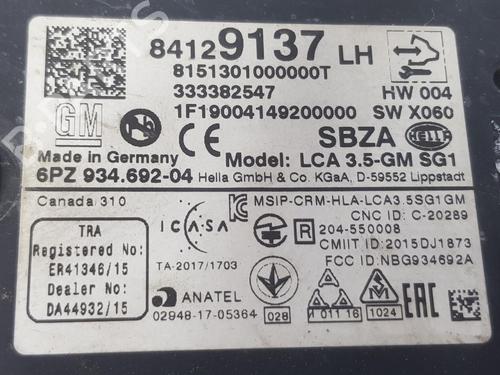 84129137 LH
8151301000000T
333382547
HW 004
1F19004149200000
SW X060
GM
CE
SBZA
HELLA
Made in Germany
Model: LCA 3.5-GM SG1
6PZ 934.692-04
Hella GmbH & Co. KGaA, D-59552 Lippstadt
Canada 310
MSIP-CRM-HLA-LCA3.5SG1GM
TRA
Registered No:
ER41346/15
Dealer No:
DA44932/15
ICASA
TA-2017/1703
CNC ID: C-20289
R
204-550008
CMIIT ID: 2015DJ1873
FCC ID: NBG934692A
ANATEL
02948-17-05364
028
1024
EAC